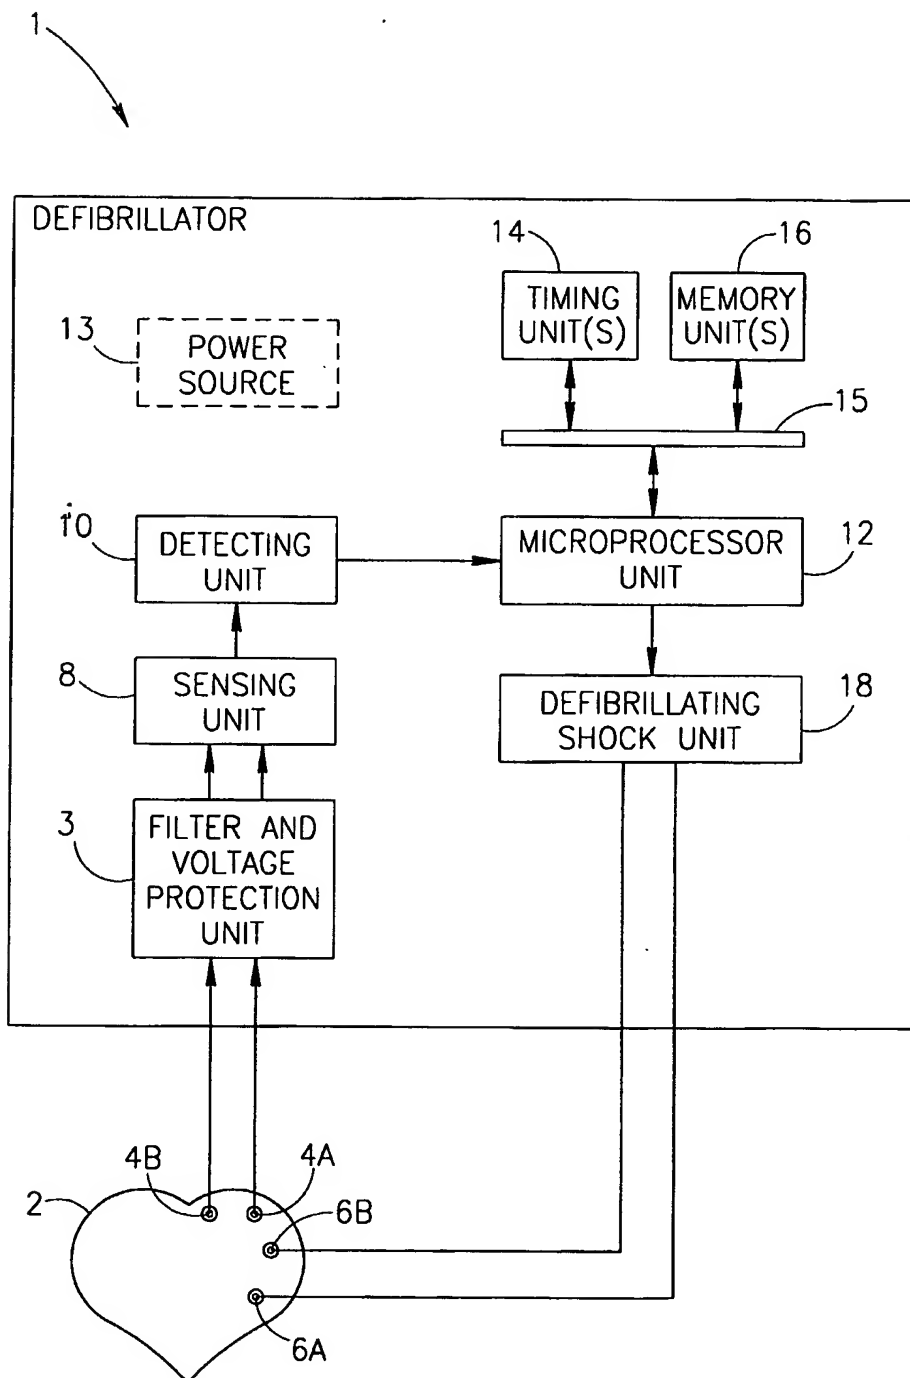 1
DEFIBRILLATOR
14
16
TIMING
UNIT(S)
MEMORY
UNIT(S)
13
POWER
SOURCE
15
10
DETECTING
UNIT
MICROPROCESSOR
UNIT
12
8
SENSING
UNIT
DEFIBRILLATING
SHOCK UNIT
18
3
FILTER AND
VOLTAGE
PROTECTION
UNIT
4B
4A
2
6B
6A